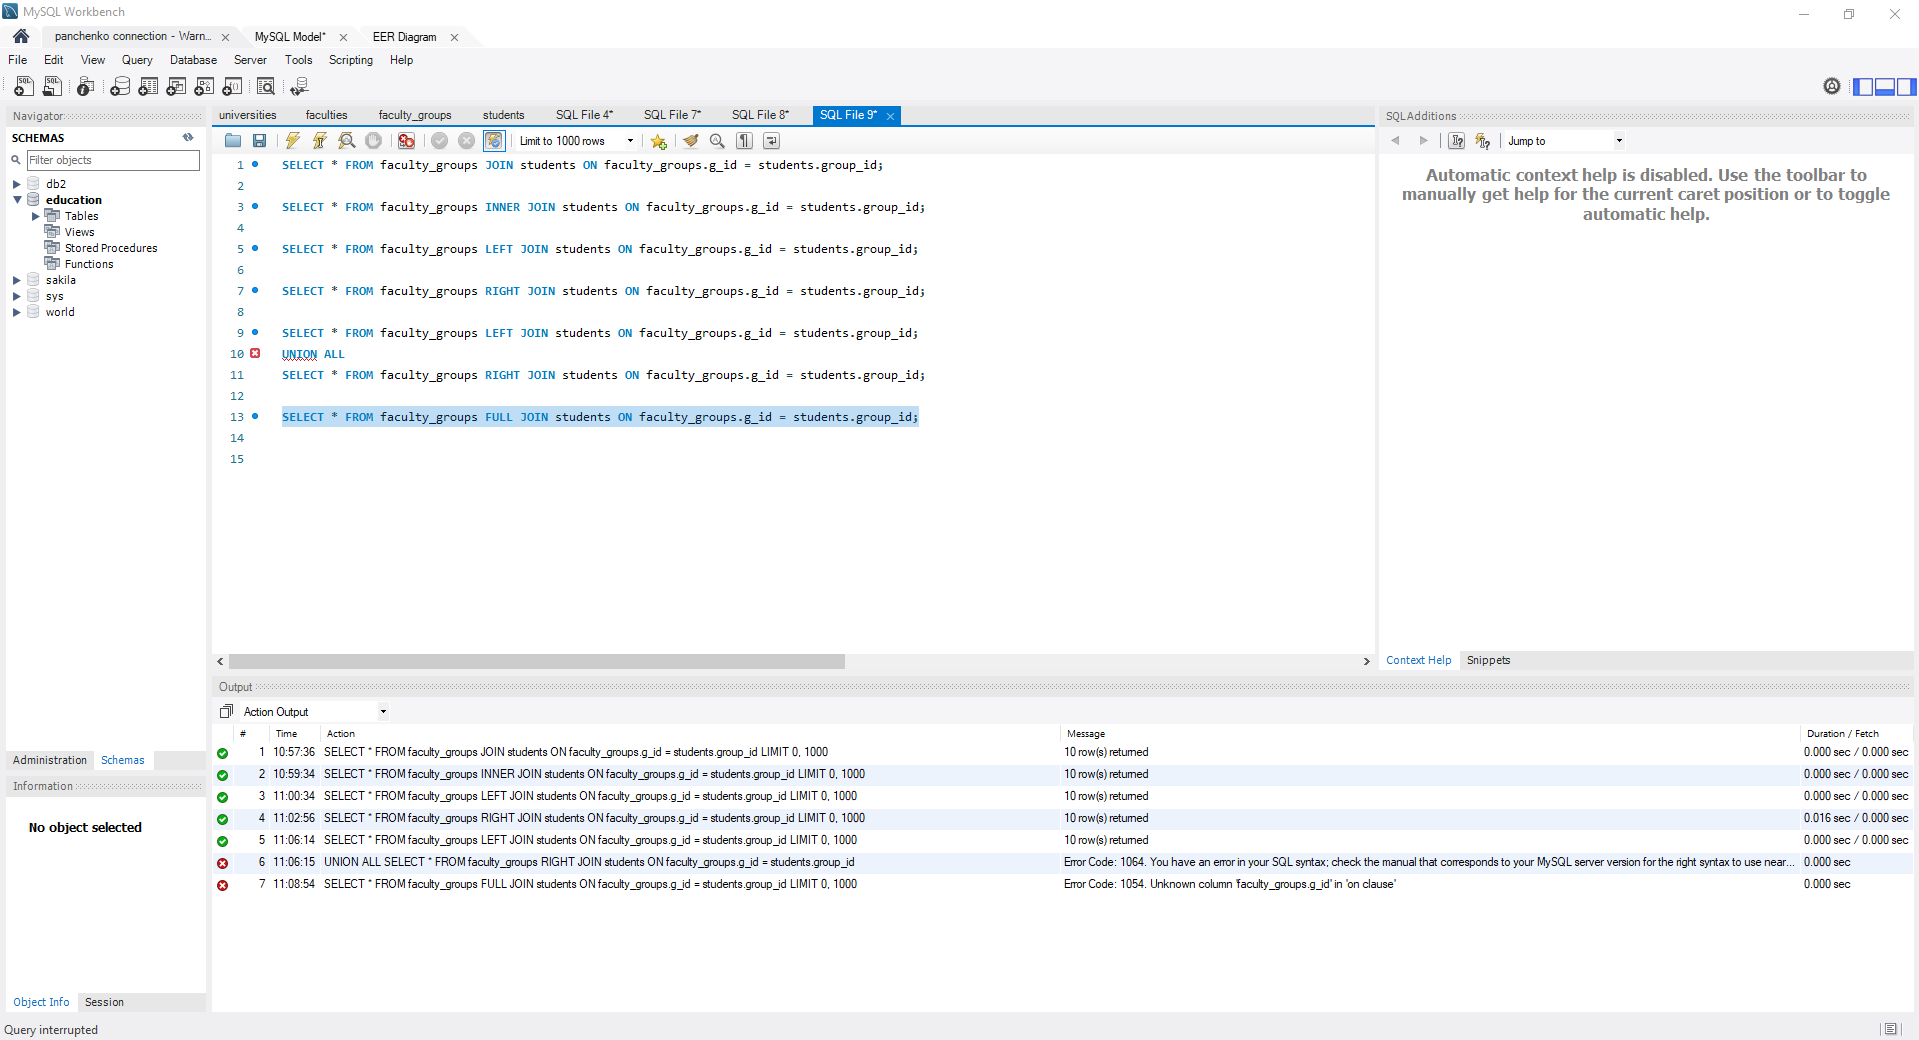 MySQL Workbench
panchenko connection - Warn...
MySQL Model*
EER Diagram
File Edit View Query Database Server Tools Scripting Help
Navigator
SCHEMAS
Filter objects
db2
education
Tables
Views
Stored Procedures
Functions
sakila
sys
world
Administration Schemas
Information
No object selected
Object Info Session
Query interrupted
universities faculties faculty_groups students SQL File 4* SQL File 7* SQL File 8* SQL File 9*
Limit to 1000 rows
1 SELECT * FROM faculty_groups JOIN students ON faculty_groups.g_id = students.group_id;
2
3 SELECT * FROM faculty_groups INNER JOIN students ON faculty_groups.g_id = students.group_id;
4
5 SELECT * FROM faculty_groups LEFT JOIN students ON faculty_groups.g_id = students.group_id;
6
7 SELECT * FROM faculty_groups RIGHT JOIN students ON faculty_groups.g_id = students.group_id;
8
9 SELECT * FROM faculty_groups LEFT JOIN students ON faculty_groups.g_id = students.group_id;
10 UNION ALL
11 SELECT * FROM faculty_groups RIGHT JOIN students ON faculty_groups.g_id = students.group_id;
12
13 SELECT * FROM faculty_groups FULL JOIN students ON faculty_groups.g_id = students.group_id;
14
15
SQLAdditions
Jump to
Automatic context help is disabled. Use the toolbar to
manually get help for the current caret position or to toggle
automatic help.
Context Help Snippets
Output
Action Output
# Time Action Message Duration / Fetch
1 10:57:36 SELECT * FROM faculty_groups JOIN students ON faculty_groups.g_id = students.group_id LIMIT 0, 1000 10 row(s) returned 0.000 sec / 0.000 sec
2 10:59:34 SELECT * FROM faculty_groups INNER JOIN students ON faculty_groups.g_id = students.group_id LIMIT 0, 1000 10 row(s) returned 0.000 sec / 0.000 sec
3 11:00:34 SELECT * FROM faculty_groups LEFT JOIN students ON faculty_groups.g_id = students.group_id LIMIT 0, 1000 10 row(s) returned 0.000 sec / 0.000 sec
4 11:02:56 SELECT * FROM faculty_groups RIGHT JOIN students ON faculty_groups.g_id = students.group_id LIMIT 0, 1000 10 row(s) returned 0.016 sec / 0.000 sec
5 11:06:14 SELECT * FROM faculty_groups LEFT JOIN students ON faculty_groups.g_id = students.group_id LIMIT 0, 1000 10 row(s) returned 0.000 sec / 0.000 sec
6 11:06:15 UNION ALL SELECT * FROM faculty_groups RIGHT JOIN students ON faculty_groups.g_id = students.group_id Error Code: 1064. You have an error in your SQL syntax; check the manual that corresponds to your MySQL server version for the right syntax to use near... 0.000 sec
7 11:08:54 SELECT * FROM faculty_groups FULL JOIN students ON faculty_groups.g_id = students.group_id LIMIT 0, 1000 Error Code: 1054. Unknown column 'faculty_groups.g_id' in 'on clause' 0.000 sec